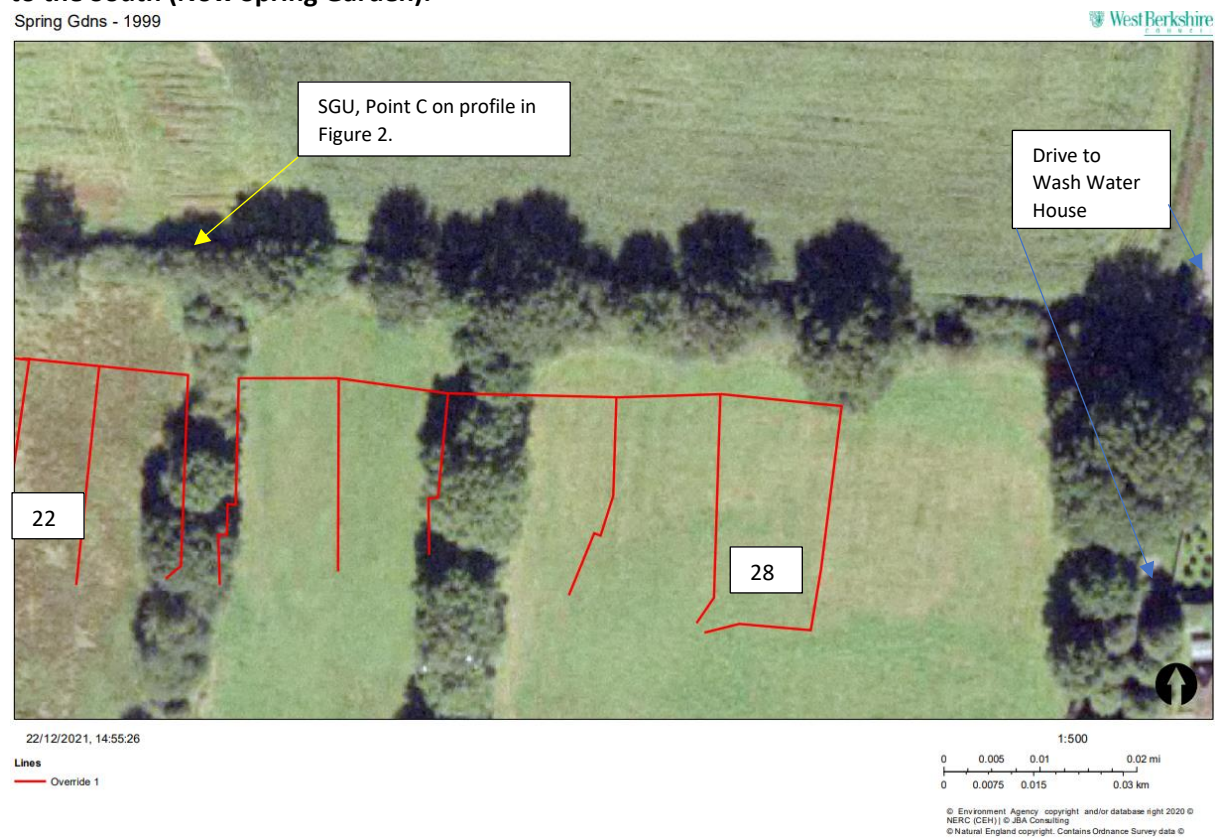 to the south (New Spring Garden).
Spring Gdns - 1999
West Berkshire
COUNCIL
SGU, Point C on profile in
Figure 2.
Drive to
Wash Water
House
22
28
22/12/2021, 14:55:26
1:500
Lines
Override 1
0 0.005 0.01 0.02 mi
0 0.0075 0.015 0.03 km
© Environment Agency copyright and/or database right 2020 ©
NERC (CEH) | © JBA Consulting
© Natural England copyright. Contains Ordnance Survey data ©